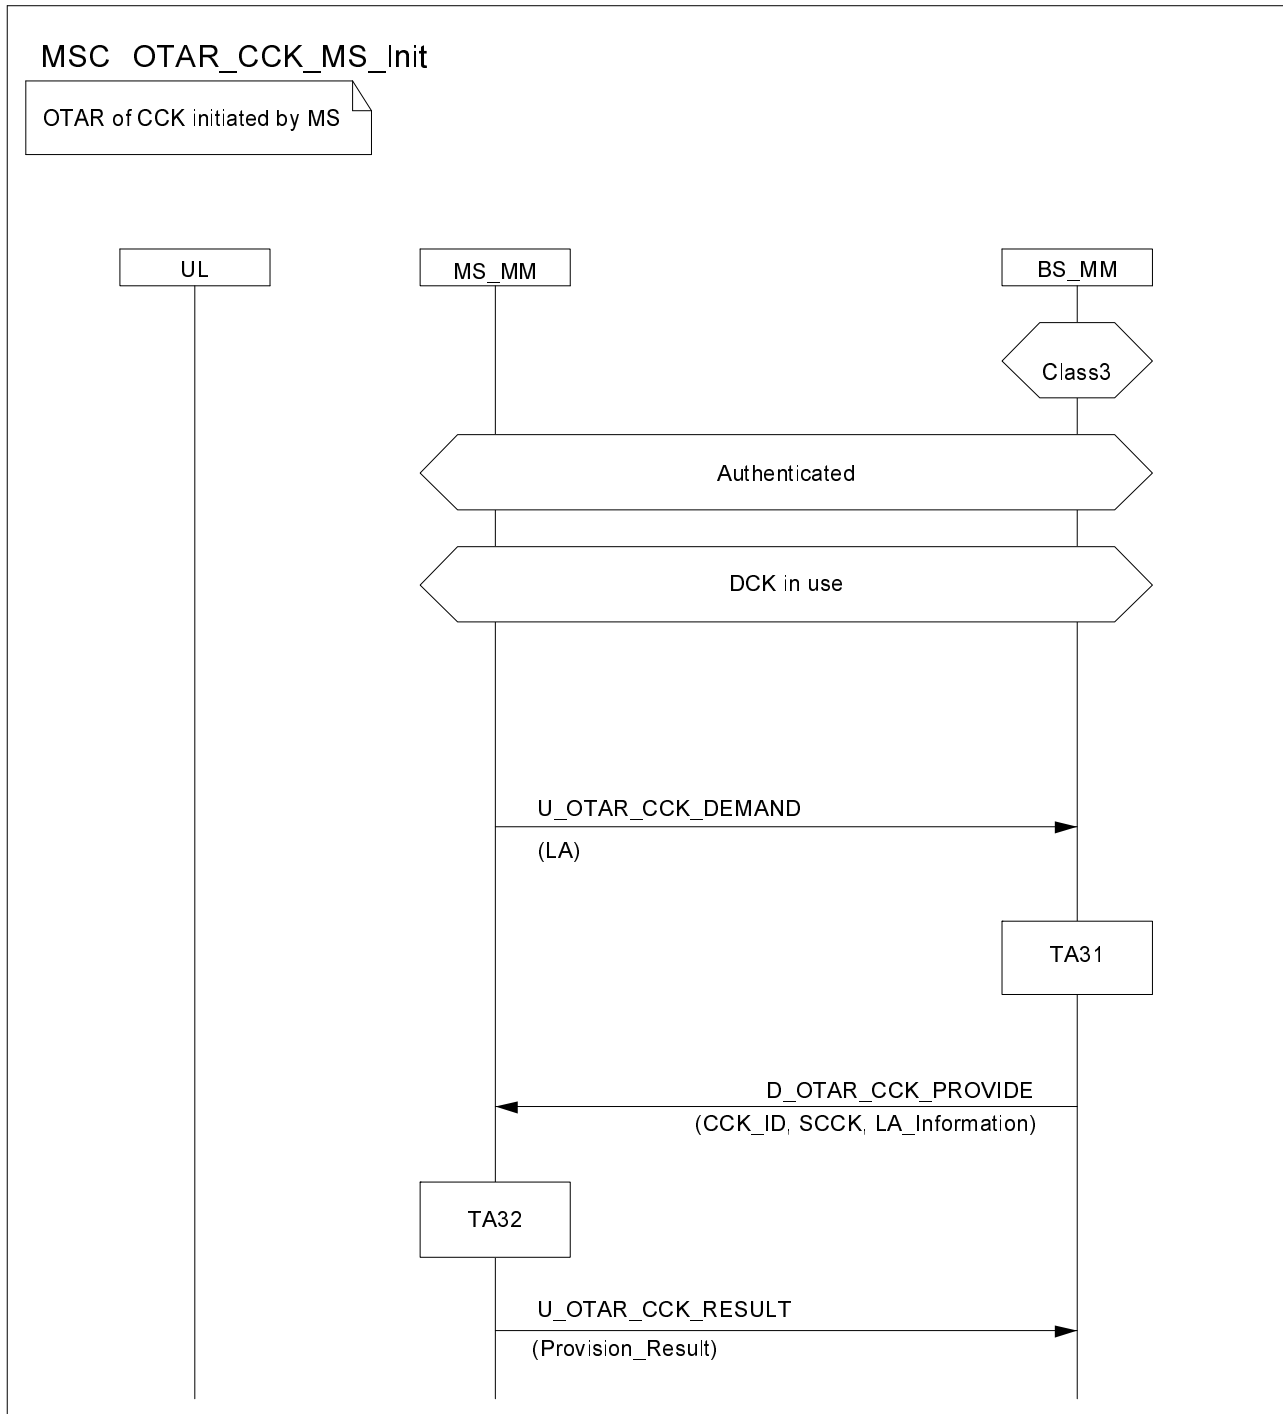 MSC OTAR_CCK_MS_Init
OTAR of CCK initiated by MS
UL
MS_MM
BS_MM
Class3
Authenticated
DCK in use
U_OTAR_CCK_DEMAND
(LA)
TA31
D_OTAR_CCK_PROVIDE
(CCK_ID, SCCK, LA_Information)
TA32
U_OTAR_CCK_RESULT
(Provision_Result)